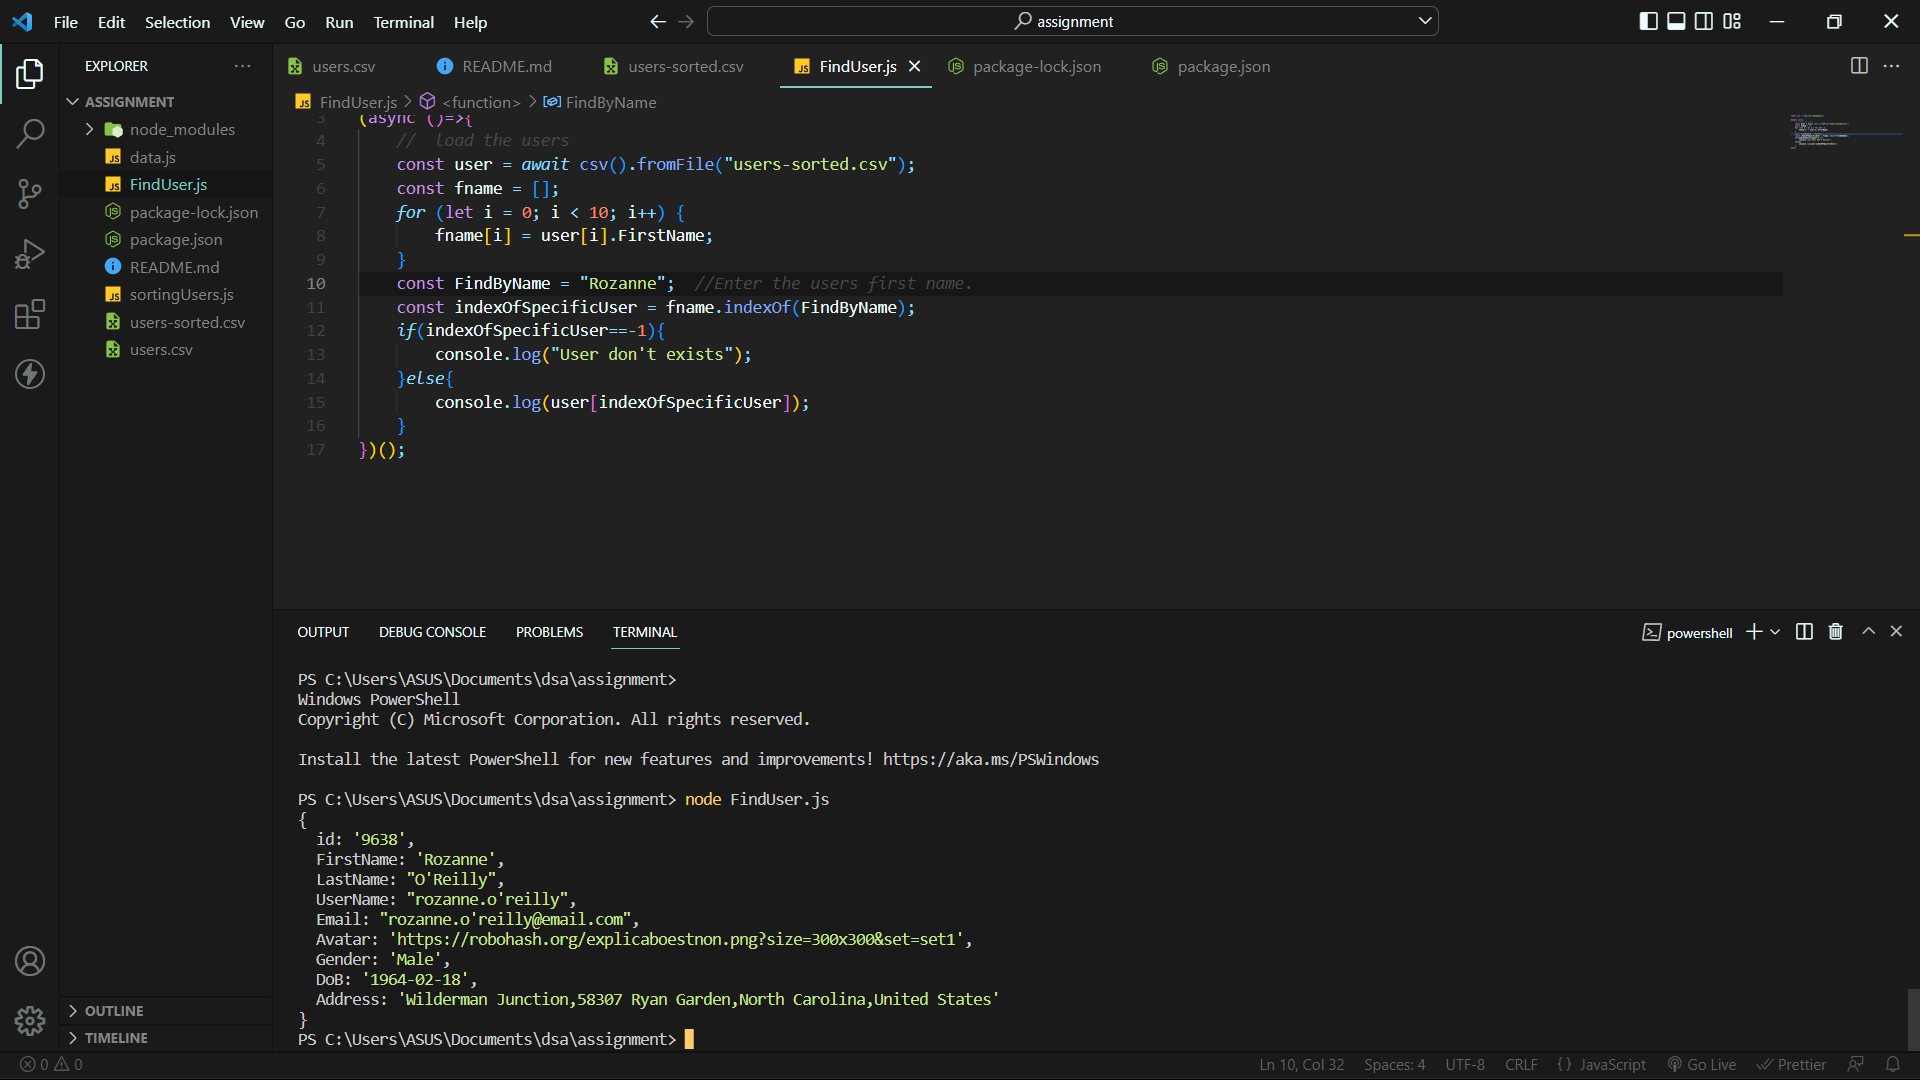 File Edit Selection View Go Run Terminal Help
assignment
EXPLORER
users.csv README.md users-sorted.csv FindUser.js package-lock.json package.json
FindUser.js > <function> > FindByName
ASSIGNMENT
node_modules
data.js
FindUser.js
package-lock.json
package.json
README.md
sortingUsers.js
users-sorted.csv
users.csv
3 (async ()=>{
4 //  load the users
5 const user = await csv().fromFile("users-sorted.csv");
6 const fname = [];
7 for (let i = 0; i < 10; i++) {
8 fname[i] = user[i].FirstName;
9 }
10 const FindByName = "Rozanne";  //Enter the users first name.
11 const indexOfSpecificUser = fname.indexOf(FindByName);
12 if(indexOfSpecificUser==-1){
13 console.log("User don't exists");
14 }else{
15 console.log(user[indexOfSpecificUser]);
16 }
17 })();
OUTPUT DEBUG CONSOLE PROBLEMS TERMINAL
powershell
PS C:\Users\ASUS\Documents\dsa\assignment>
Windows PowerShell
Copyright (C) Microsoft Corporation. All rights reserved.
Install the latest PowerShell for new features and improvements! https://aka.ms/PSWindows
PS C:\Users\ASUS\Documents\dsa\assignment> node FindUser.js
{
id: '9638',
FirstName: 'Rozanne',
LastName: "O'Reilly",
UserName: "rozanne.o'reilly",
Email: "rozanne.o'reilly@email.com",
Avatar: 'https://robohash.org/explicaboestnon.png?size=300x300&set=set1',
Gender: 'Male',
DoB: '1964-02-18',
Address: 'Wilderman Junction,58307 Ryan Garden,North Carolina,United States'
}
PS C:\Users\ASUS\Documents\dsa\assignment>
OUTLINE
TIMELINE
0 0
Ln 10, Col 32 Spaces: 4 UTF-8 CRLF {} JavaScript Go Live Prettier